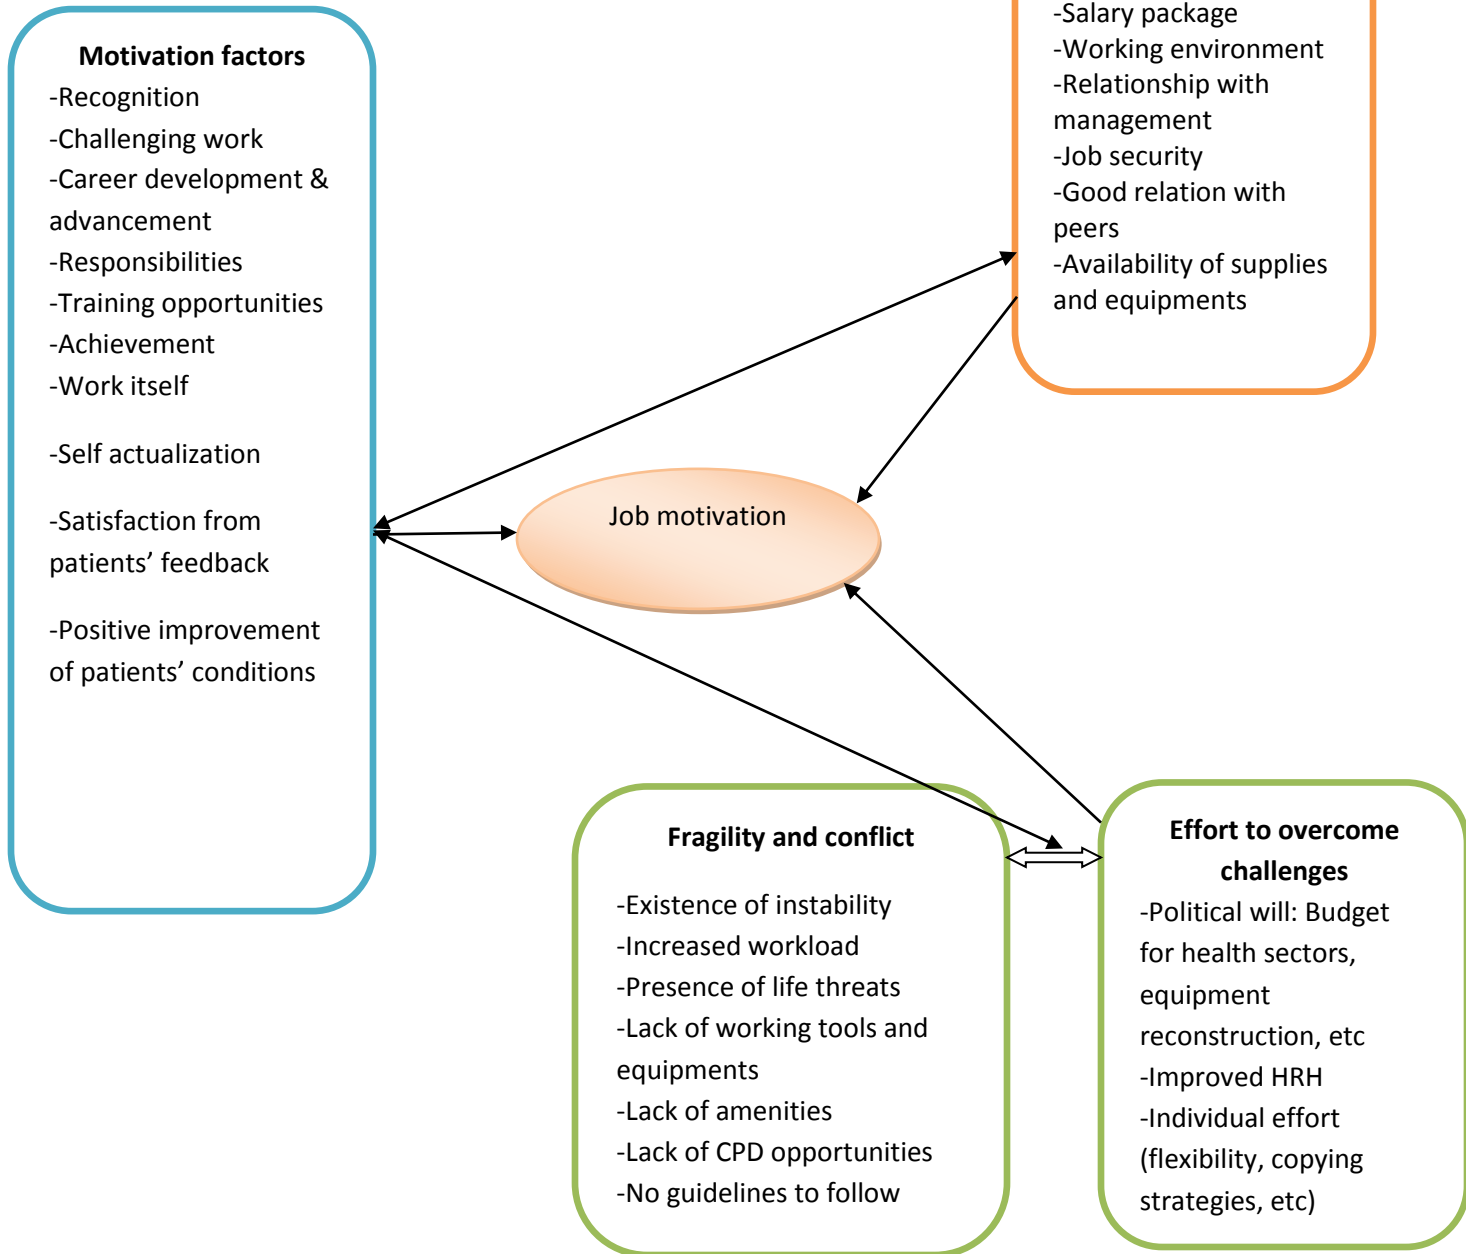 Motivation factors
-Recognition
-Challenging work
-Career development &
advancement
-Responsibilities
-Training opportunities
-Achievement
-Work itself
-Self actualization
-Satisfaction from
patients’ feedback
-Positive improvement
of patients’ conditions
-Salary package
-Working environment
-Relationship with
management
-Job security
-Good relation with
peers
-Availability of supplies
and equipments
Job motivation
Fragility and conflict
-Existence of instability
-Increased workload
-Presence of life threats
-Lack of working tools and
equipments
-Lack of amenities
-Lack of CPD opportunities
-No guidelines to follow
Effort to overcome
challenges
-Political will: Budget
for health sectors,
equipment
reconstruction, etc
-Improved HRH
-Individual effort
(flexibility, copying
strategies, etc)